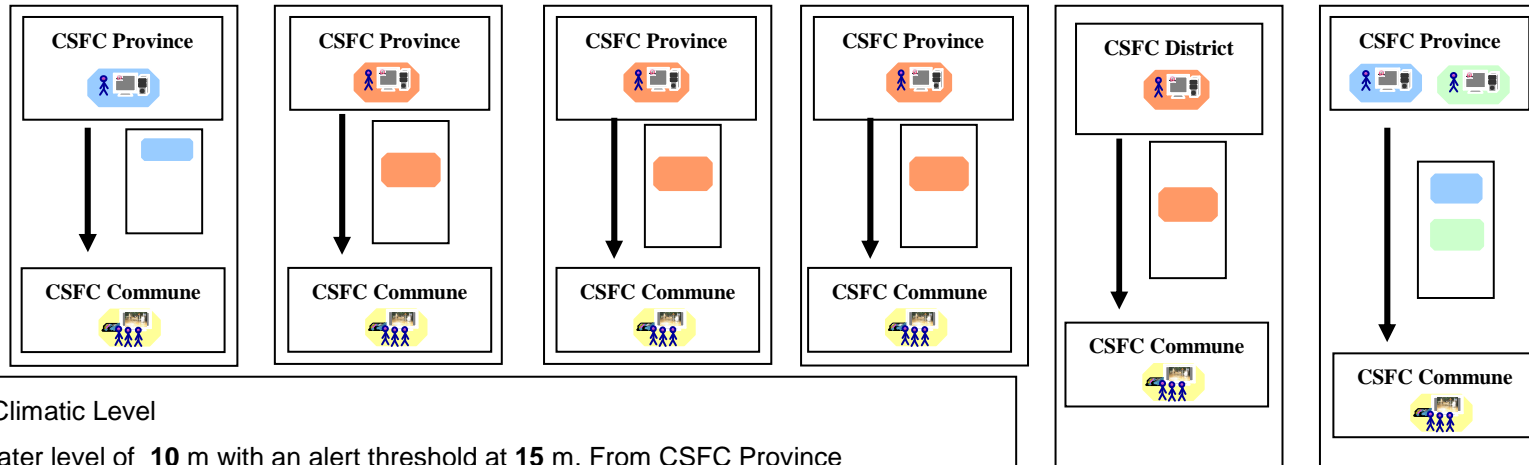 CSFC Province
CSFC Province
CSFC Province
CSFC Province
CSFC District
CSFC Province
CSFC Commune
CSFC Commune
CSFC Commune
CSFC Commune
CSFC Commune
CSFC Commune
Climatic Level
ater level of 10 m with an alert threshold at 15 m. From CSFC Province